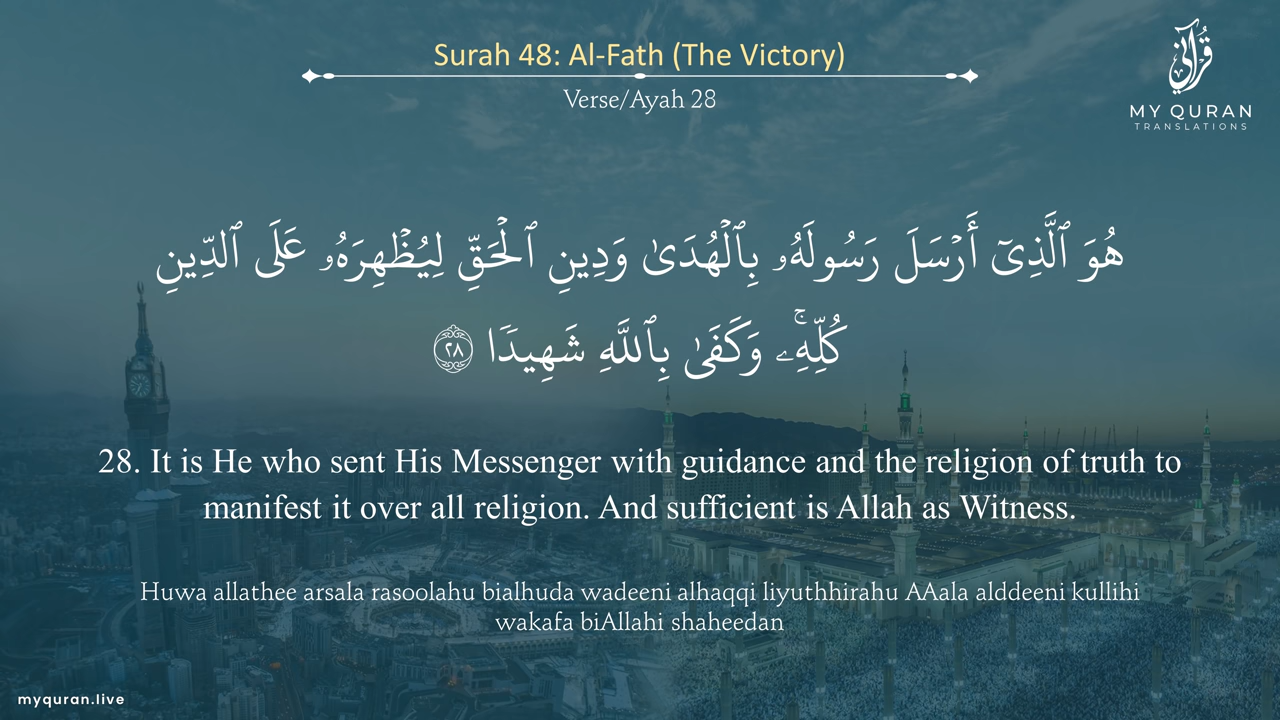 Surah 48: Al-Fath (The Victory)
Verse/Ayah 28
قُرْآنِي
MY QURAN
TRANSLATIONS
هُوَ ٱلَّذِىٓ أَرْسَلَ رَسُولَهُۥ بِٱلْهُدَىٰ وَدِينِ ٱلْحَقِّ لِيُظْهِرَهُۥ عَلَى ٱلدِّينِ
كُلِّهِۦۚ وَكَفَىٰ بِٱللَّهِ شَهِيدًا ٢٨
28. It is He who sent His Messenger with guidance and the religion of truth to
manifest it over all religion. And sufficient is Allah as Witness.
Huwa allathee arsala rasoolahu bialhuda wadeeni alhaqqi liyuthhirahu AAala alddeeni kullihi
wakafa biAllahi shaheedan
myquran.live